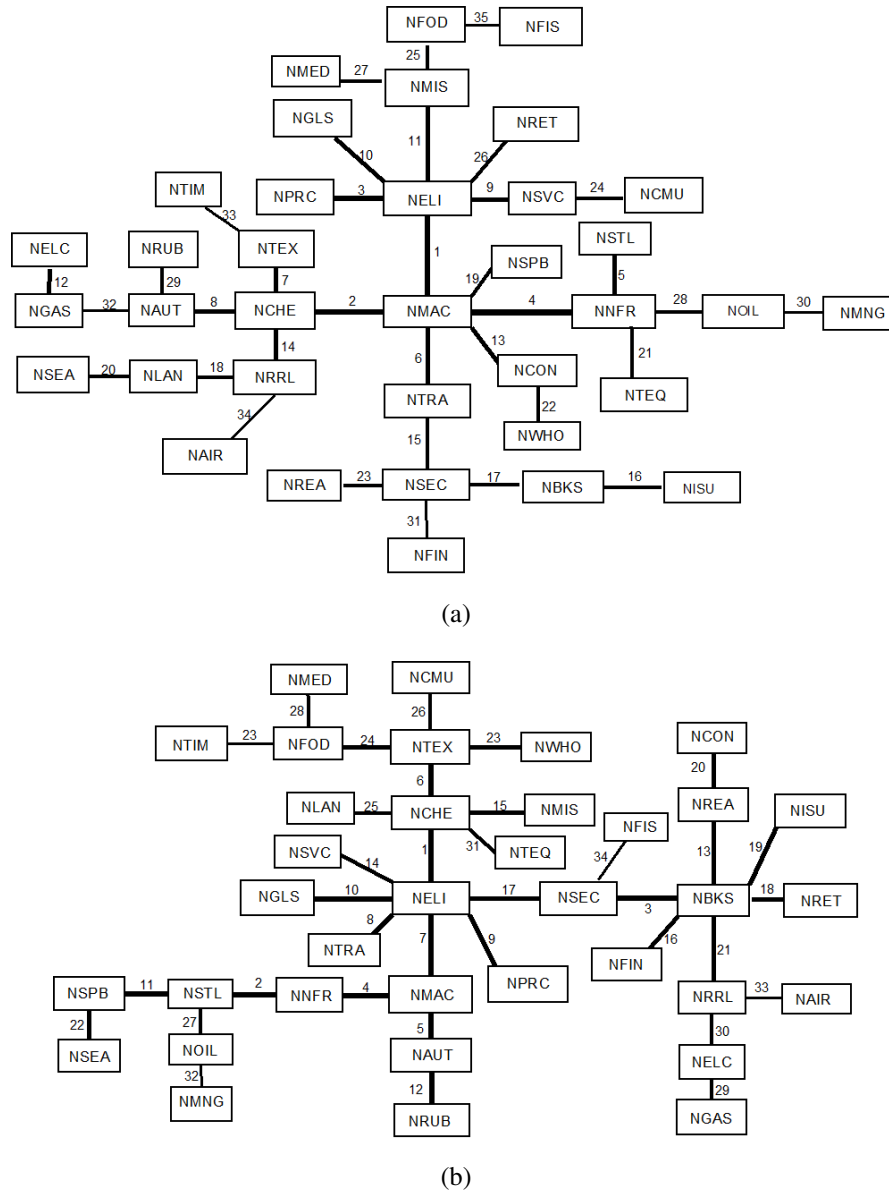 NFOD 35 NFIS
25
NMED 27 NMIS
NGLS 11 NRET
10 26
NTIM NPRC 3 NELI 9 NSVC 24 NCMU
33
NELC NRUB NTEX 1 NSPB NSTL
12 29 7 19 5
NGAS 32 NAUT 8 NCHE 2 NMAC 4 NNFR 28 NOIL 30 NMNG
14 6 13 21
NSEA 20 NLAN 18 NRRL NCON
34 NTRA 22 NTEQ
NAIR 15 NWHO
NREA 23 NSEC 17 NBKS 16 NISU
31
NFIN
(a)
NMED NCMU
28 26 NCON
NTIM 23 NFOD 24 NTEX 23 NWHO 20
6
NLAN 25 NCHE 15 NMIS NREA NISU
NFIS
NSVC 1 31 NTEQ 34 13 19
14
NGLS 10 NELI 17 NSEC 3 NBKS 18 NRET
8
NTRA 7 9 NFIN 16 21
NSPB 11 NSTL 2 NNFR 4 NMAC NPRC NRRL 33 NAIR
22 27 5 30
NSEA NOIL NAUT NELC
32 12 29
NMNG NRUB NGAS
(b)